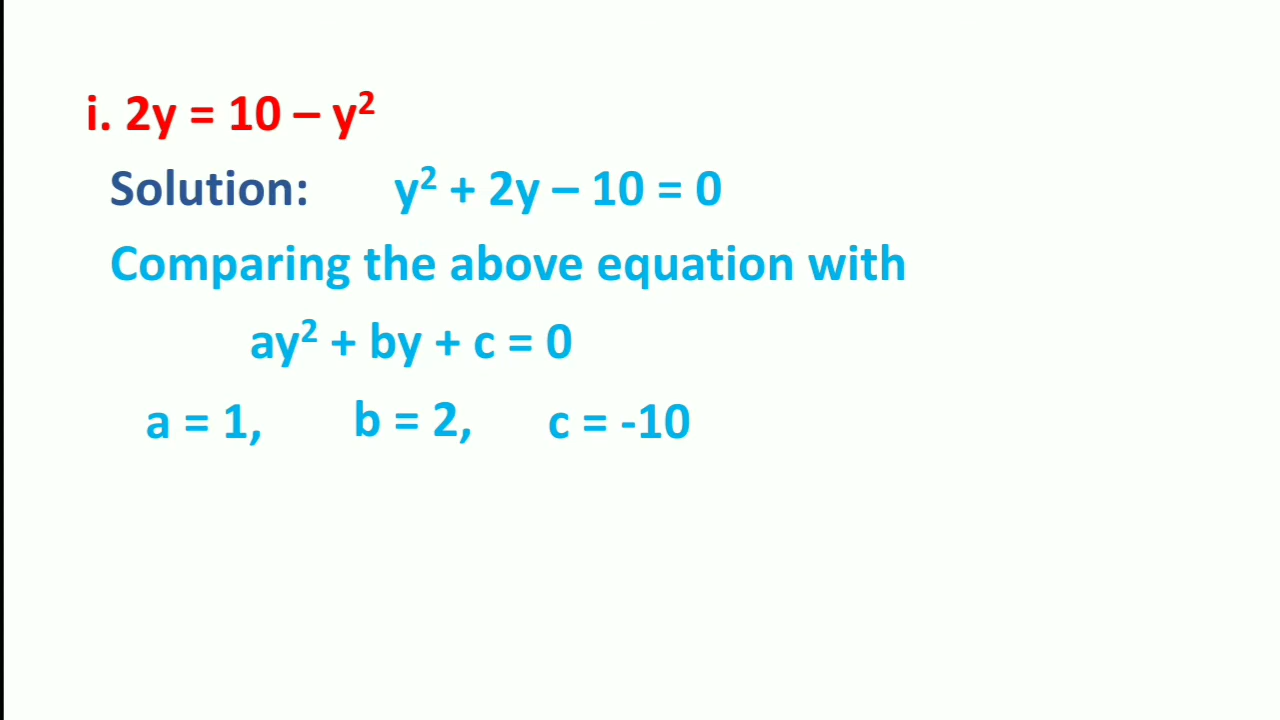 i. 2y = 10 – y²
Solution: y² + 2y – 10 = 0
Comparing the above equation with
ay² + by + c = 0
a = 1, b = 2, c = -10